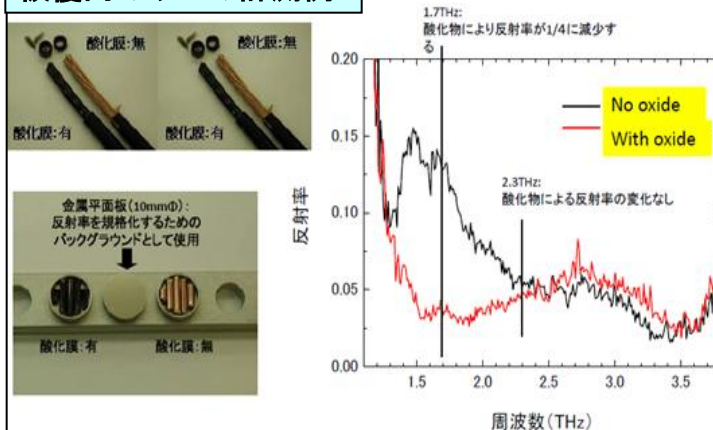 酸化膜:無
酸化膜:無
酸化膜:有
酸化膜:有
金属平面板(10mmΦ):
反射率を規格化するための
バックグラウンドとして使用
酸化膜:有
酸化膜:無
1.7THz:
酸化物により反射率が1/4に減少す
る
No oxide
With oxide
2.3THz:
酸化物による反射率の変化なし
反射率
0.20
0.15
0.10
0.05
0.00
1.5 2.0 2.5 3.0 3.5
周波数(THz)